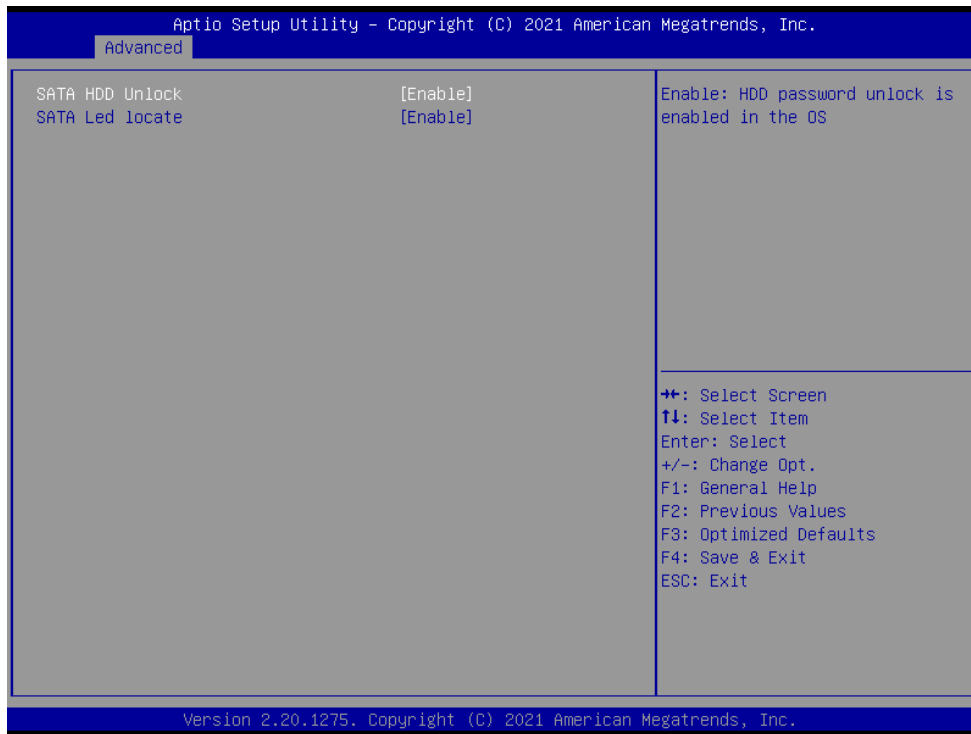 Aptio Setup Utility – Copyright (C) 2021 American Megatrends, Inc.
Advanced
SATA HDD Unlock [Enable]
SATA Led locate [Enable]
Enable: HDD password unlock is
enabled in the OS
→←: Select Screen
↑↓: Select Item
Enter: Select
+/-: Change Opt.
F1: General Help
F2: Previous Values
F3: Optimized Defaults
F4: Save & Exit
ESC: Exit
Version 2.20.1275. Copyright (C) 2021 American Megatrends, Inc.